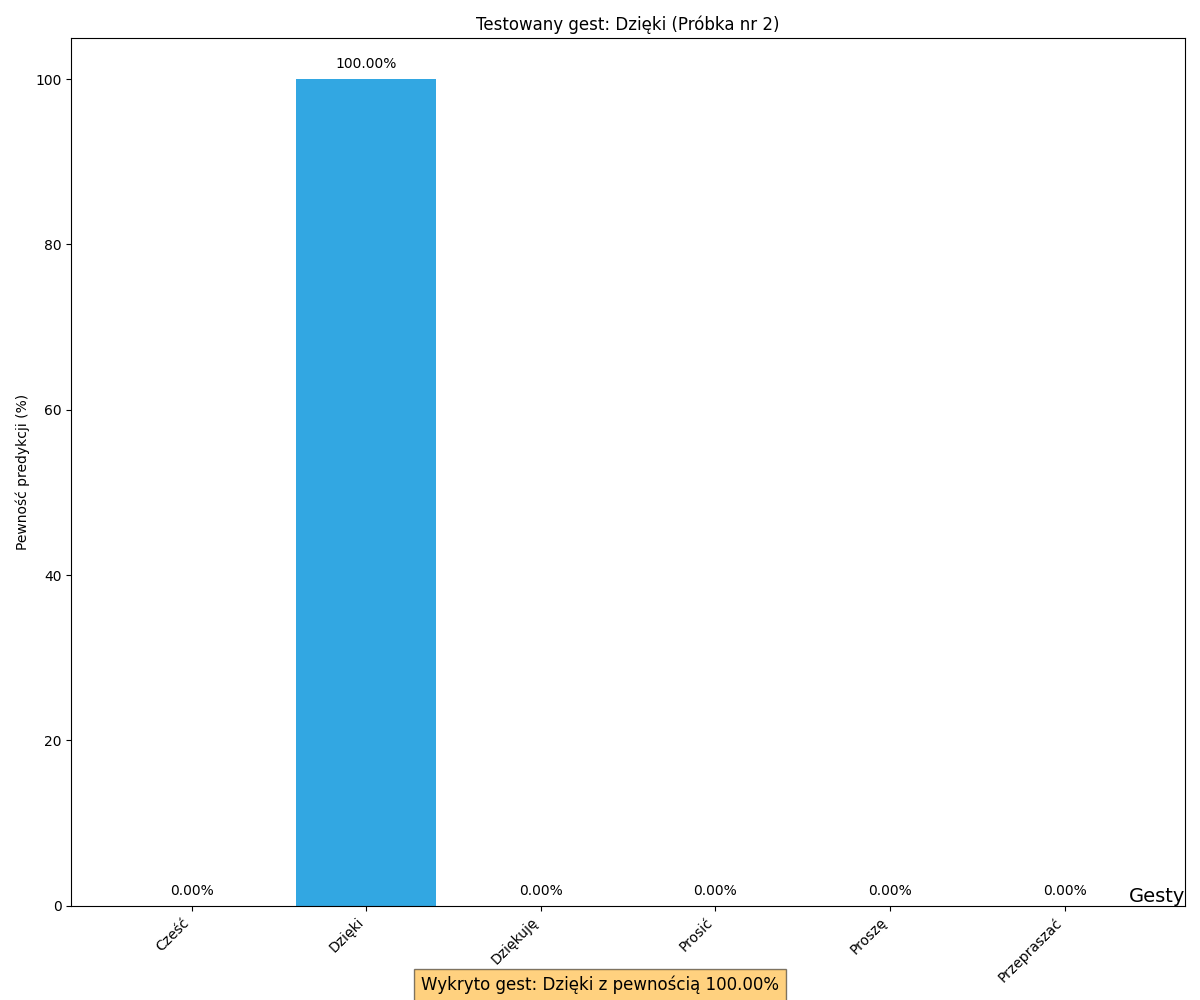 Testowany gest: Dzięki (Próbka nr 2)
100.00%
100
80
60
40
20
0
Pewność predykcji (%)
0.00%
0.00%
0.00%
0.00%
0.00%
Gesty
Cześć
Dzięki
Dziękuję
Prosić
Proszę
Przepraszać
Wykryto gest: Dzięki z pewnością 100.00%